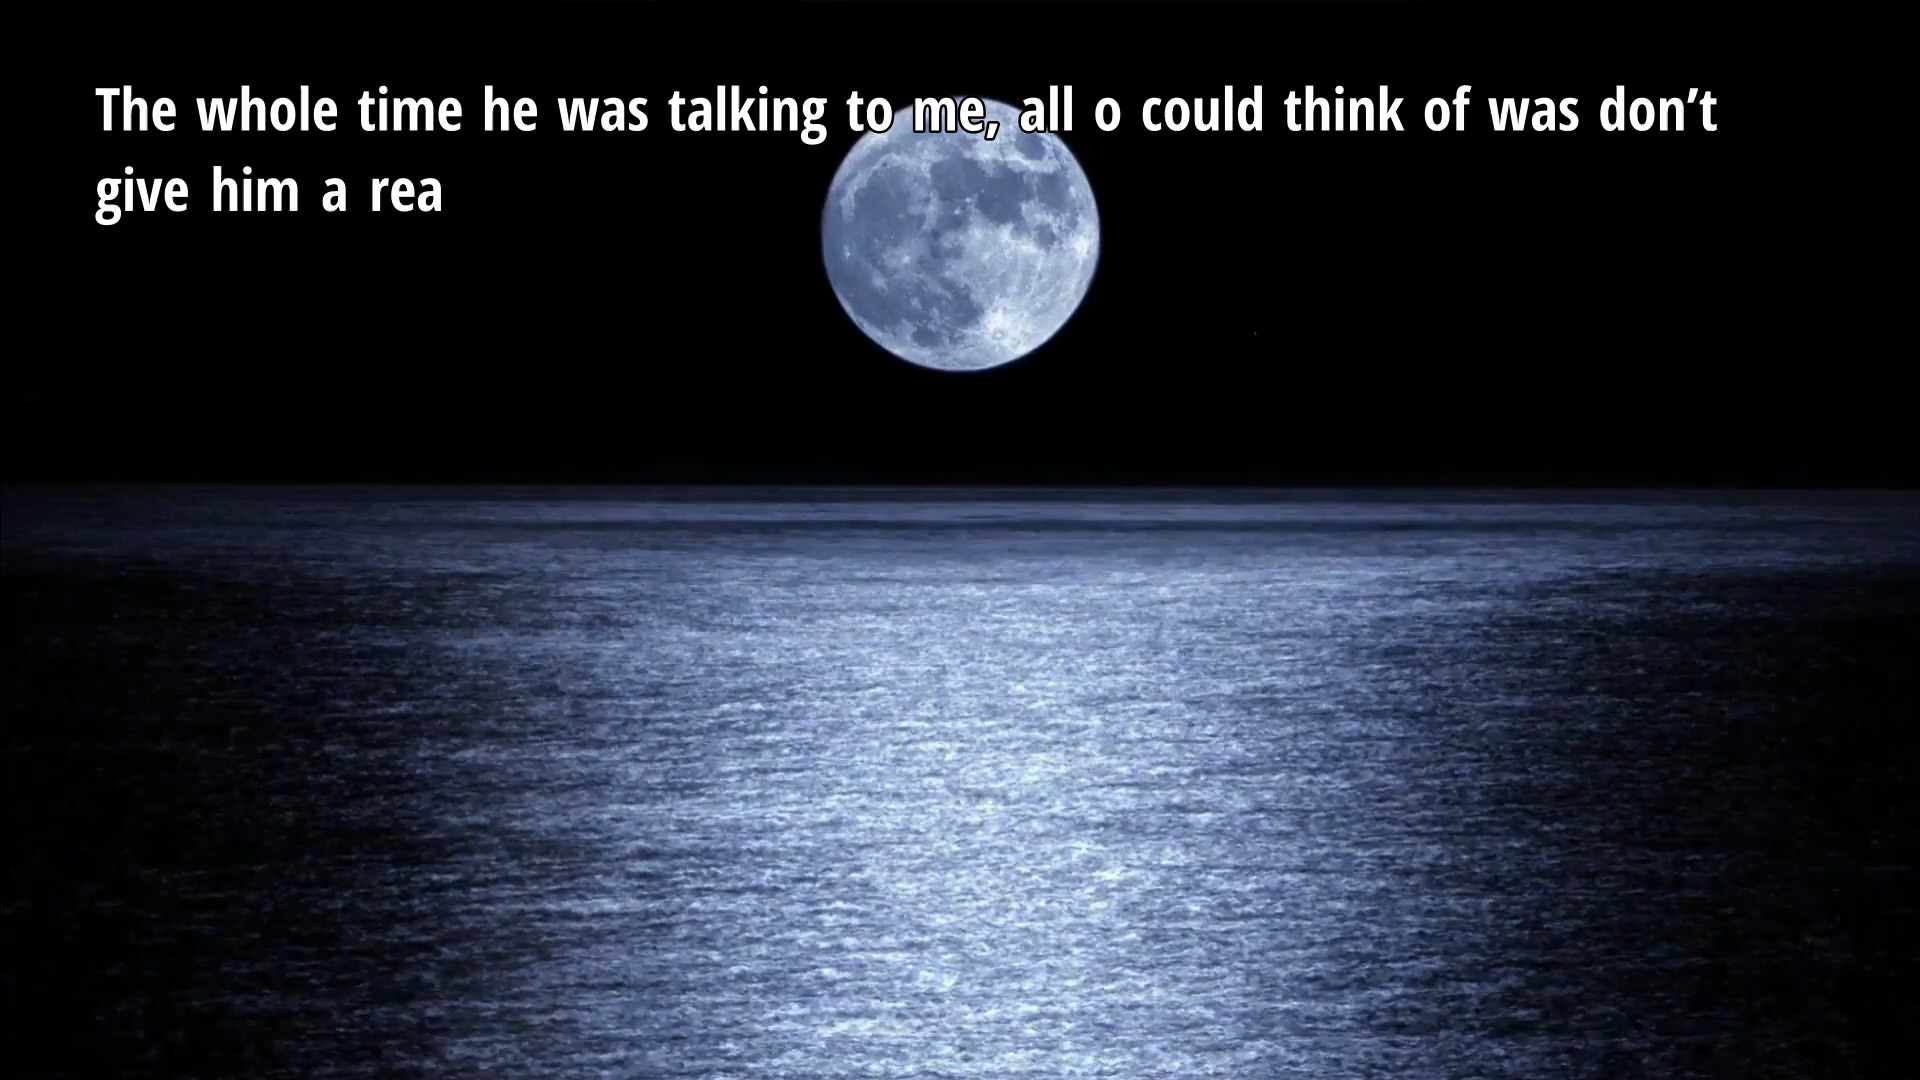 The whole time he was talking to me, all o could think of was don’t
give him a rea